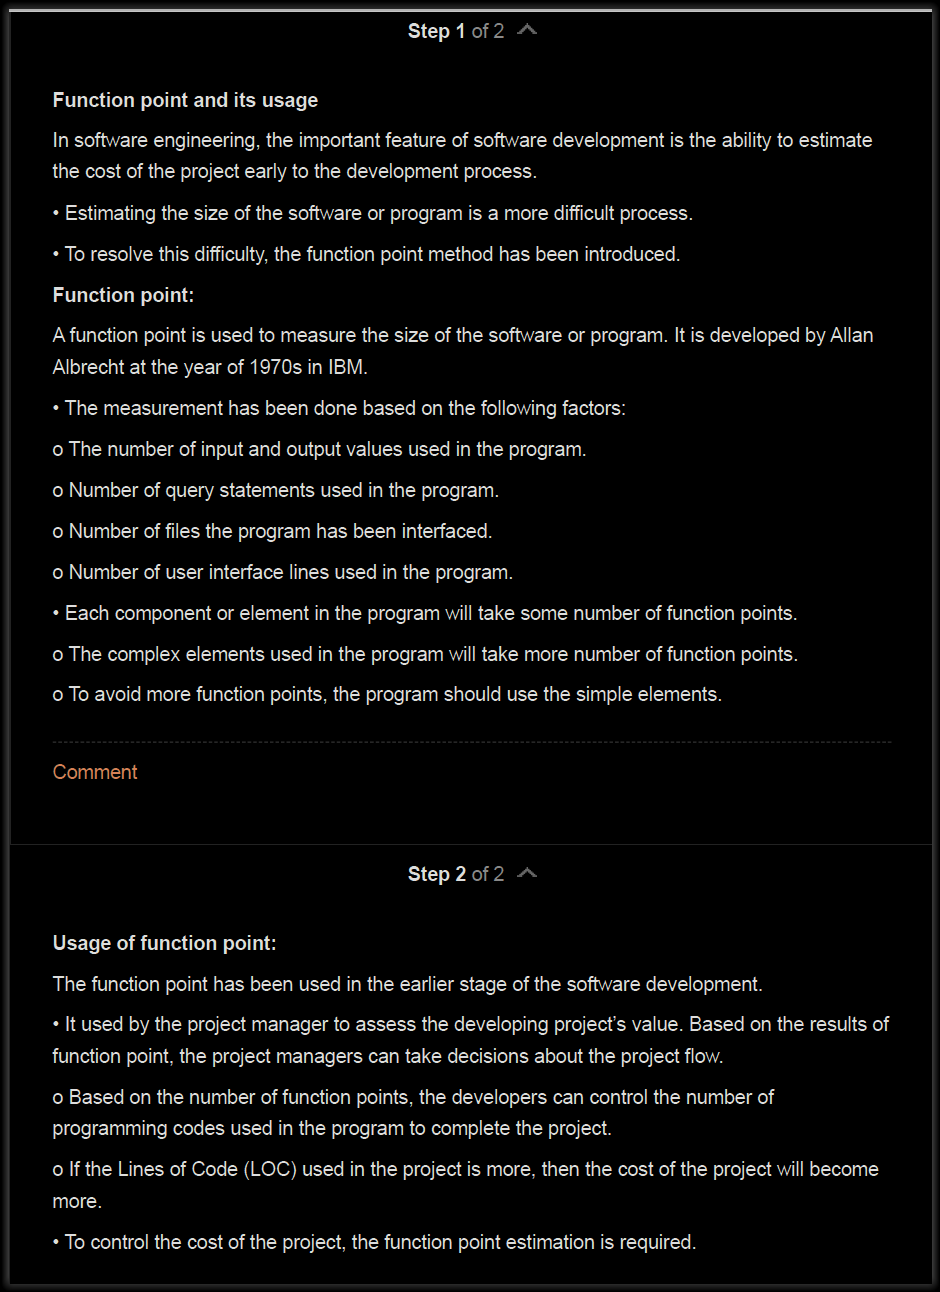 Step 1 of 2
Function point and its usage
In software engineering, the important feature of software development is the ability to estimate
the cost of the project early to the development process.
• Estimating the size of the software or program is a more difficult process.
• To resolve this difficulty, the function point method has been introduced.
Function point:
A function point is used to measure the size of the software or program. It is developed by Allan
Albrecht at the year of 1970s in IBM.
• The measurement has been done based on the following factors:
o The number of input and output values used in the program.
o Number of query statements used in the program.
o Number of files the program has been interfaced.
o Number of user interface lines used in the program.
• Each component or element in the program will take some number of function points.
o The complex elements used in the program will take more number of function points.
o To avoid more function points, the program should use the simple elements.
Comment
Step 2 of 2
Usage of function point:
The function point has been used in the earlier stage of the software development.
• It used by the project manager to assess the developing project’s value. Based on the results of
function point, the project managers can take decisions about the project flow.
o Based on the number of function points, the developers can control the number of
programming codes used in the program to complete the project.
o If the Lines of Code (LOC) used in the project is more, then the cost of the project will become
more.
• To control the cost of the project, the function point estimation is required.